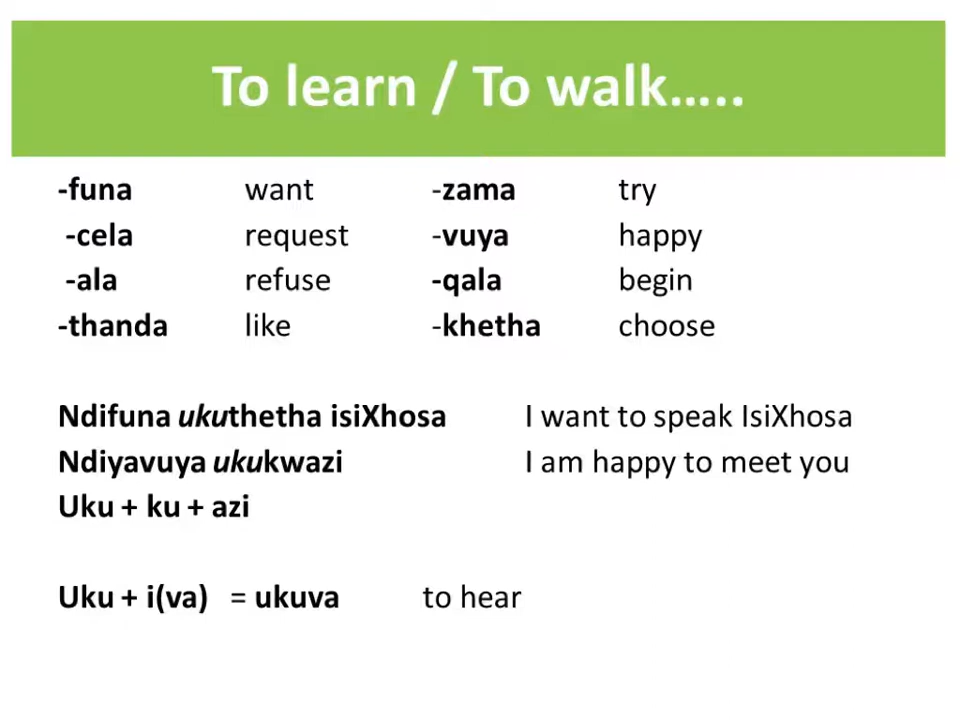 To learn / To walk…..
-funa want -zama try
-cela request -vuya happy
-ala refuse -qala begin
-thanda like -khetha choose
Ndifuna ukuthetha isiXhosa I want to speak IsiXhosa
Ndiyavuya ukukwazi I am happy to meet you
Uku + ku + azi
Uku + i(va) = ukuva to hear